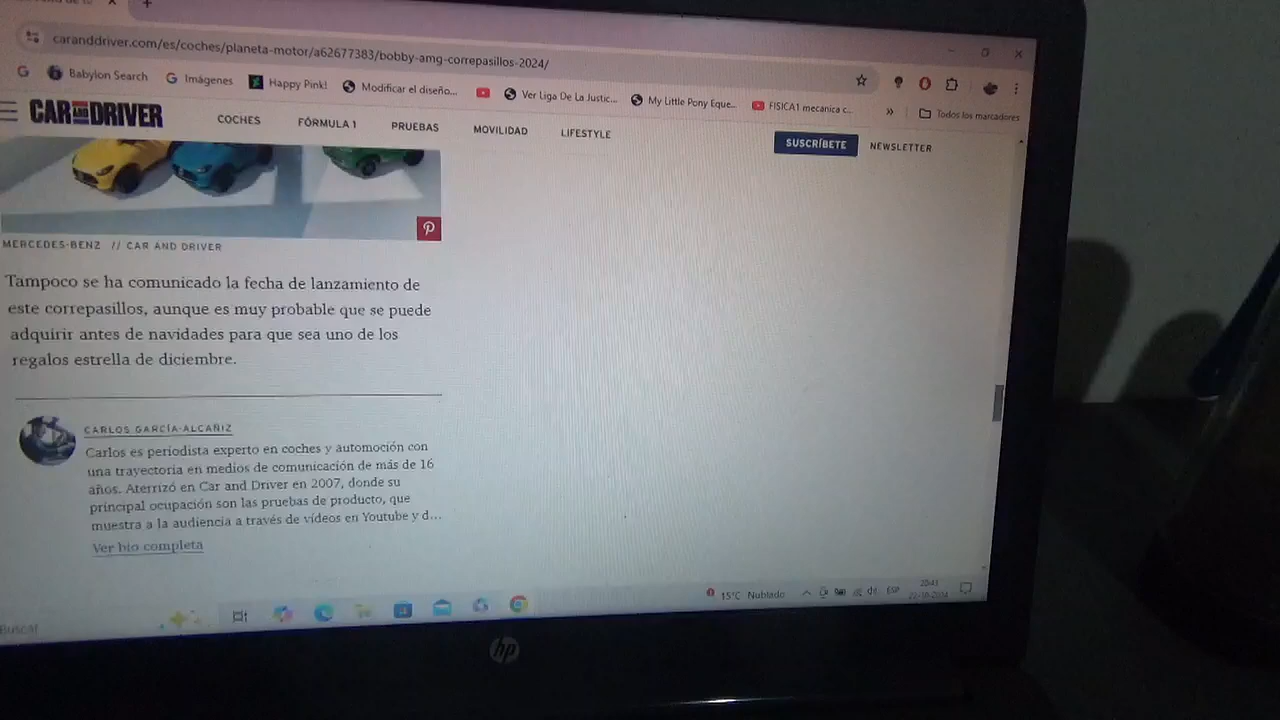 caranddriver.com/es/coches/planeta-motor/a62677383/bobby-amg-correpasillos-2024/
Babylon Search
Imágenes
Happy Pink!
Modificar el diseño...
Ver Liga De La Justic...
My Little Pony Eque...
FISICA1 mecanica c...
»
Todos los marcadores
CAR AND DRIVER
COCHES
FÓRMULA 1
PRUEBAS
MOVILIDAD
LIFESTYLE
SUSCRÍBETE
NEWSLETTER
MERCEDES-BENZ // CAR AND DRIVER
Tampoco se ha comunicado la fecha de lanzamiento de
este correpasillos, aunque es muy probable que se puede
adquirir antes de navidades para que sea uno de los
regalos estrella de diciembre.
CARLOS GARCÍA-ALCAÑIZ
Carlos es periodista experto en coches y automoción con
una trayectoria en medios de comunicación de más de 16
años. Aterrizó en Car and Driver en 2007, donde su
principal ocupación son las pruebas de producto, que
muestra a la audiencia a través de vídeos en Youtube y d...
Ver bio completa
Buscar
15°C Nublado
ESP
20:43
22-10-2024
hp